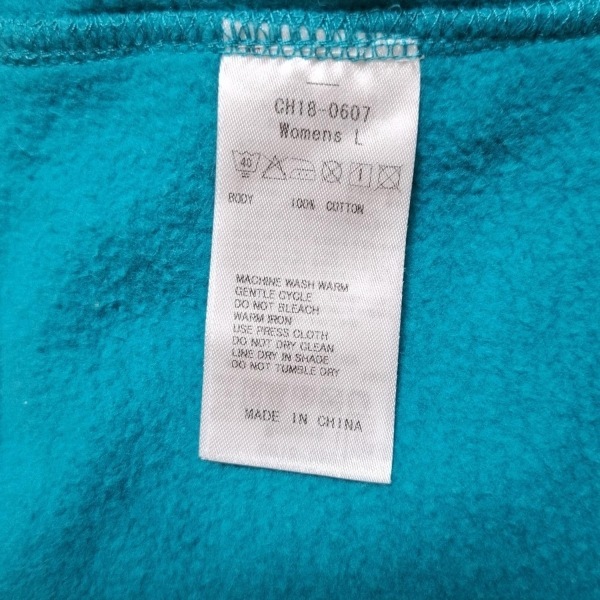 CH18-0607
Womens L
40
BODY 100% COTTON
MACHINE WASH WARM
GENTLE CYCLE
DO NOT BLEACH
WARM IRON
USE PRESS CLOTH
DO NOT DRY CLEAN
LINE DRY IN SHADE
DO NOT TUMBLE DRY
MADE IN CHINA